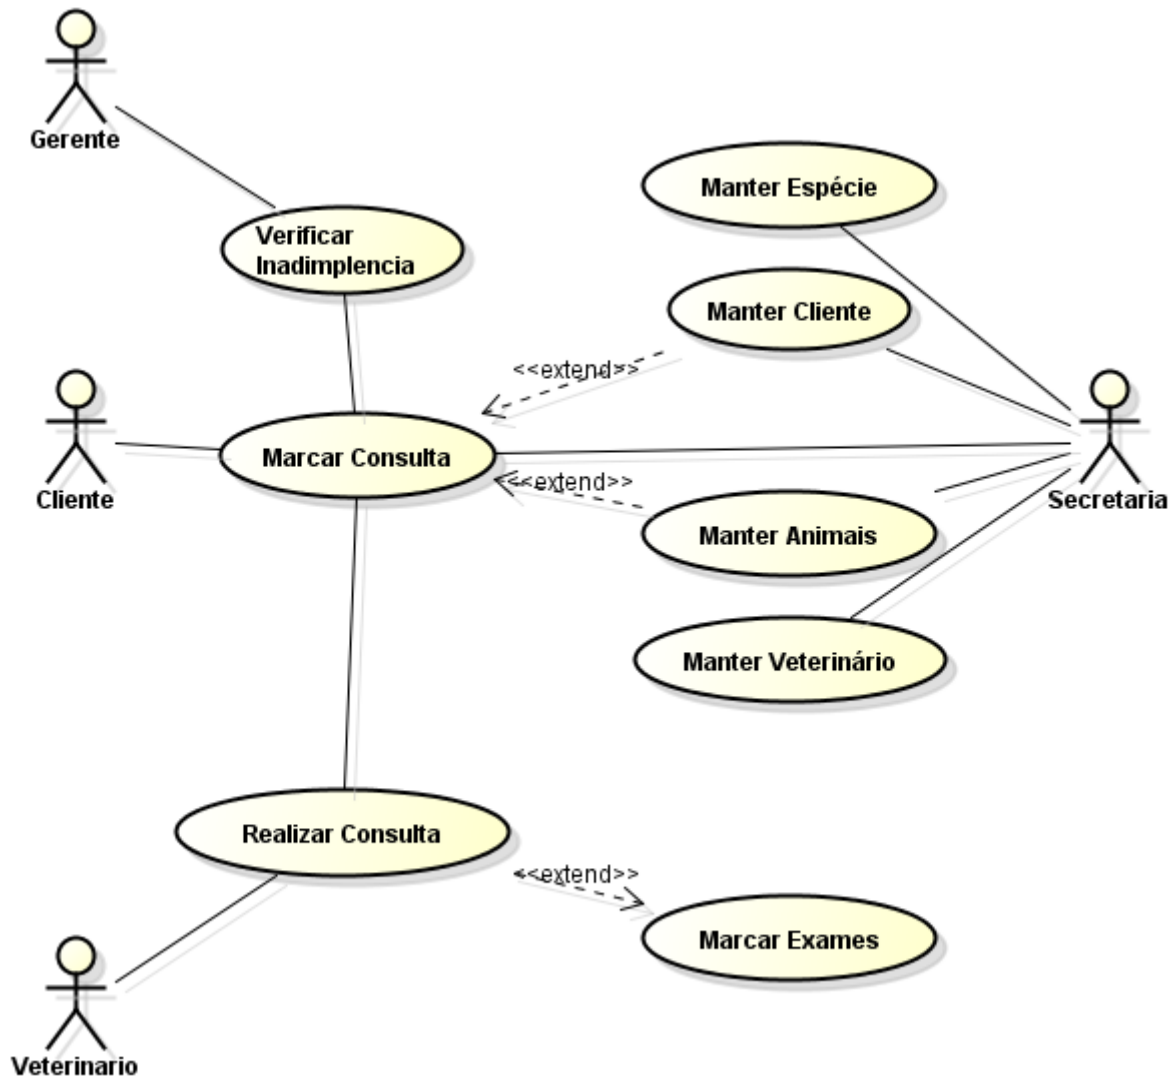 Gerente
Manter Espécie
Verificar
Inadimplencia
Manter Cliente
<<extend>>
Cliente
Marcar Consulta
Secretaria
<<extend>>
Manter Animais
Manter Veterinário
Realizar Consulta
<<extend>>
Marcar Exames
Veterinario